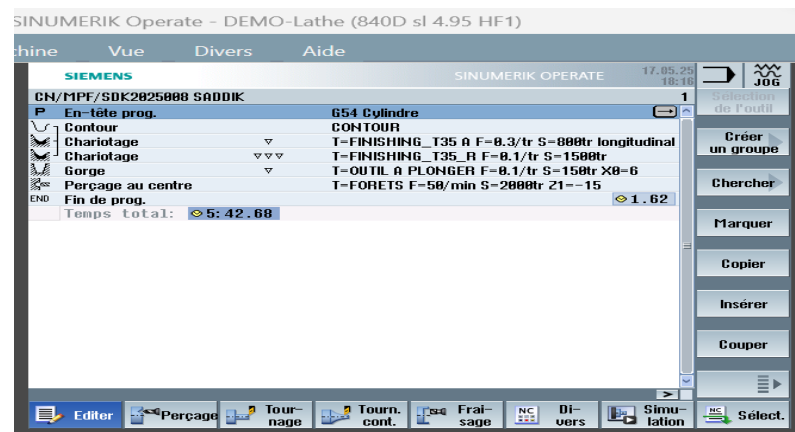 SINUMERIK Operate - DEMO-Lathe (840D sl 4.95 HF1)
chine Vue Divers Aide
SIEMENS SINUMERIK OPERATE 17.05.25 18:16 JOG
CN/MPF/SDK2025008 SADDIK 1
Sélection de l'outil
P En-tête prog. G54 Cylindre
Contour CONTOUR
Chariotage ▽ T=FINISHING_T35 A F=0.3/tr S=800tr longitudinal
Chariotage ▽▽▽ T=FINISHING_T35_R F=0.1/tr S=1500tr
Gorge ▽ T=OUTIL A PLONGER F=0.1/tr S=150tr X0=6
Perçage au centre T=FORETS F=50/min S=2000tr Z1=-15
END Fin de prog. 1.62
Temps total: 5:42.68
Créer un groupe
Chercher
Marquer
Copier
Insérer
Couper
Editer Perçage Tour-nage Tourn. cont. Frai-sage NC Di-vers Simu-lation NC Sélect.